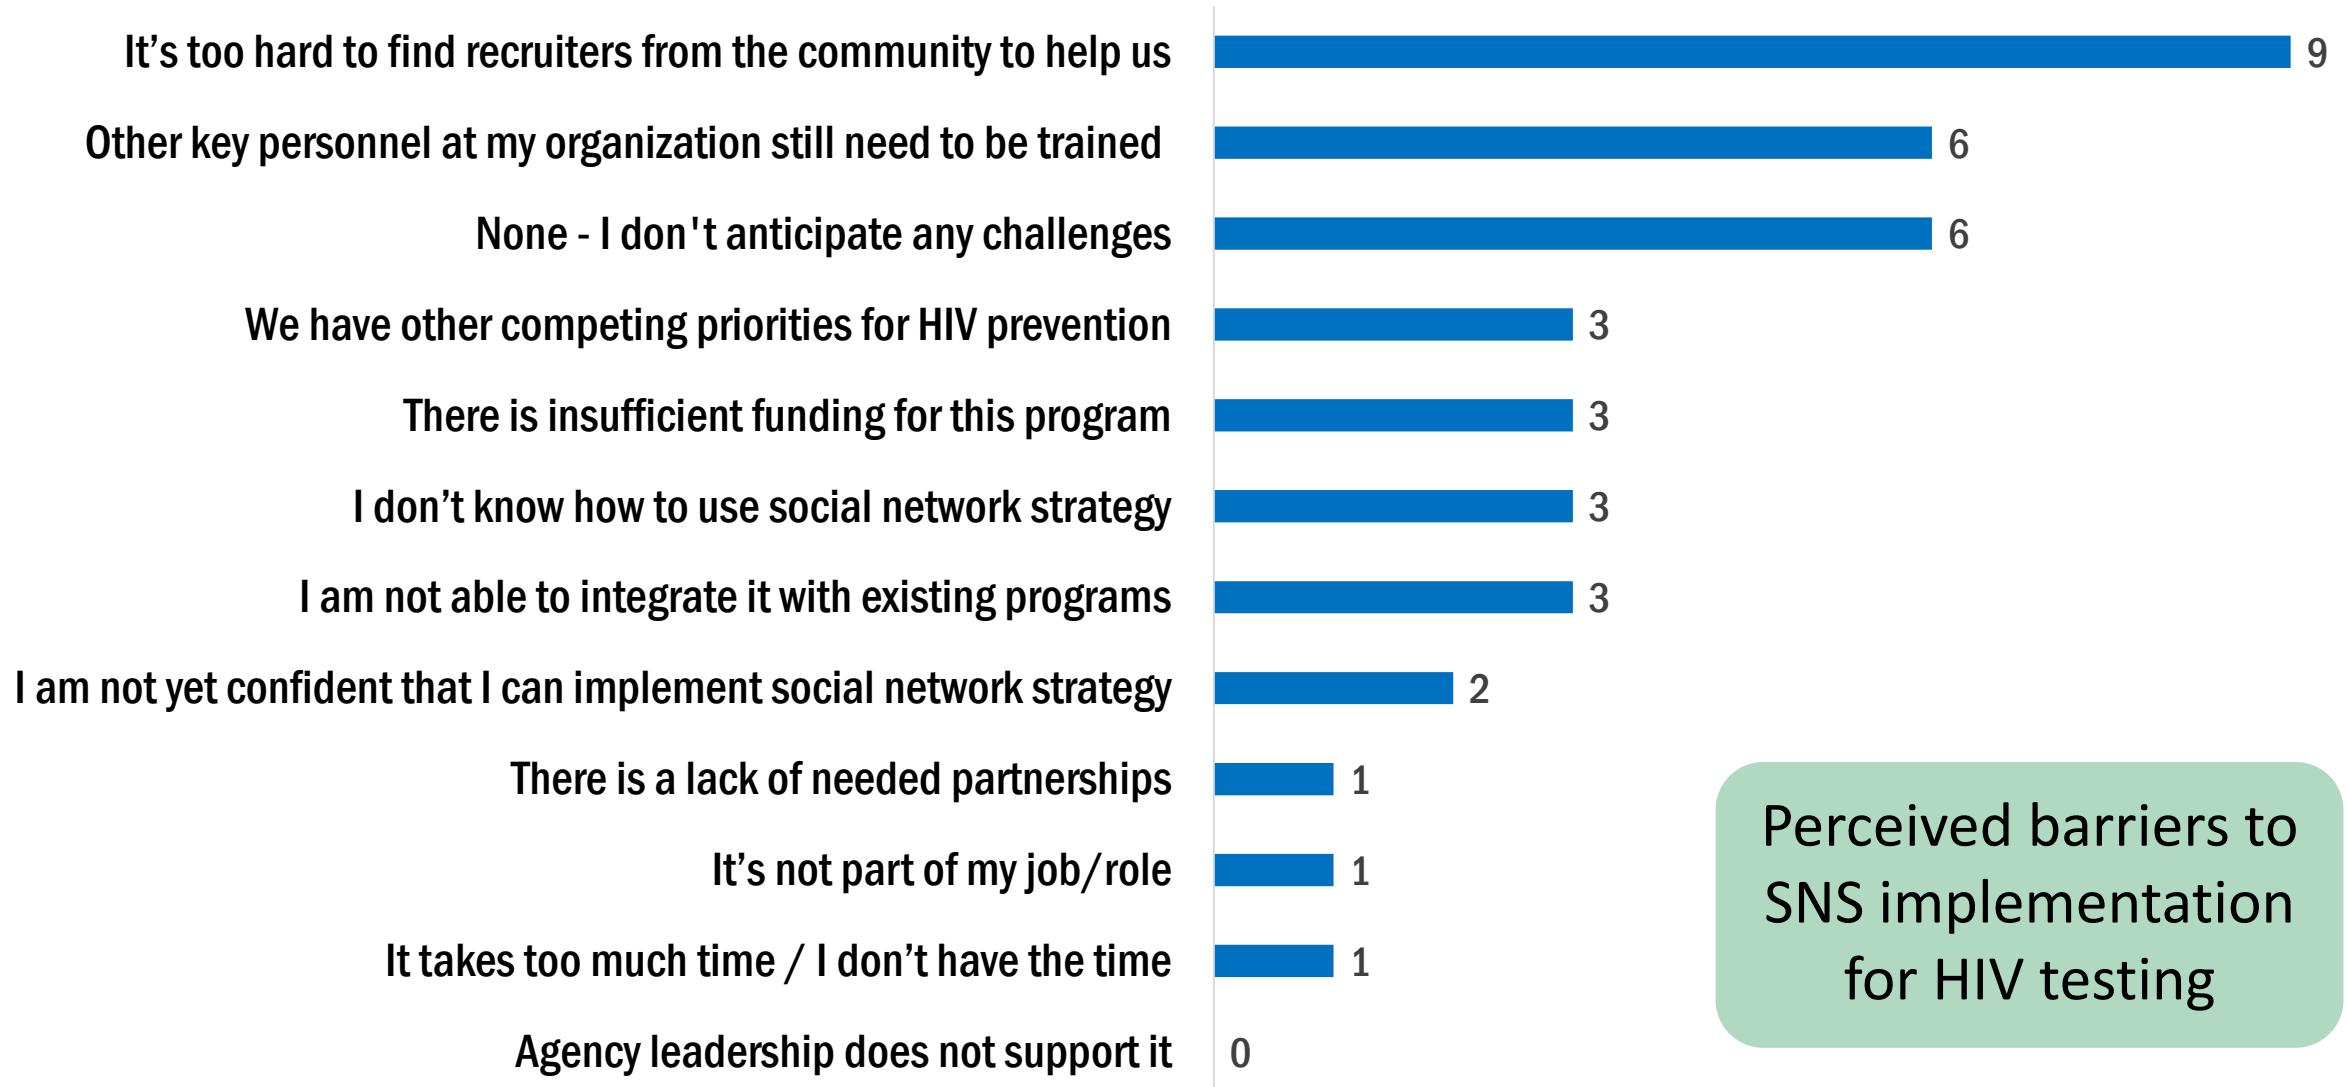 It’s too hard to find recruiters from the community to help us 9
Other key personnel at my organization still need to be trained 6
None - I don't anticipate any challenges 6
We have other competing priorities for HIV prevention 3
There is insufficient funding for this program 3
I don’t know how to use social network strategy 3
I am not able to integrate it with existing programs 3
I am not yet confident that I can implement social network strategy 2
There is a lack of needed partnerships 1
It’s not part of my job/role 1
It takes too much time / I don’t have the time 1
Agency leadership does not support it 0
Perceived barriers to
SNS implementation
for HIV testing